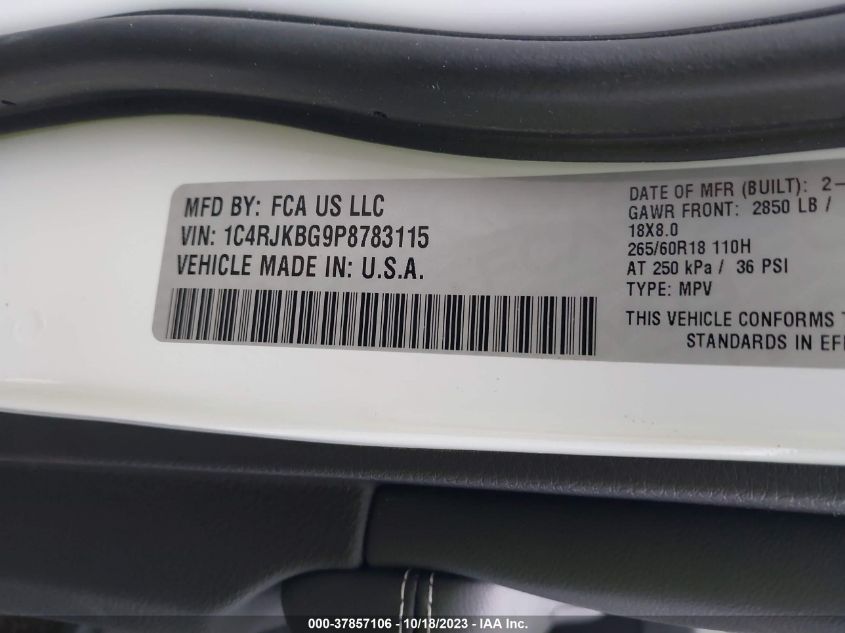 MFD BY: FCA US LLC
VIN: 1C4RJKBG9P8783115
VEHICLE MADE IN: U.S.A.
DATE OF MFR (BUILT): 2-
GAWR FRONT: 2850 LB /
18X8.0
265/60R18 110H
AT 250 kPa / 36 PSI
TYPE: MPV
THIS VEHICLE CONFORMS
STANDARDS IN
000-37857106 - 10/18/2023 - IAA Inc.